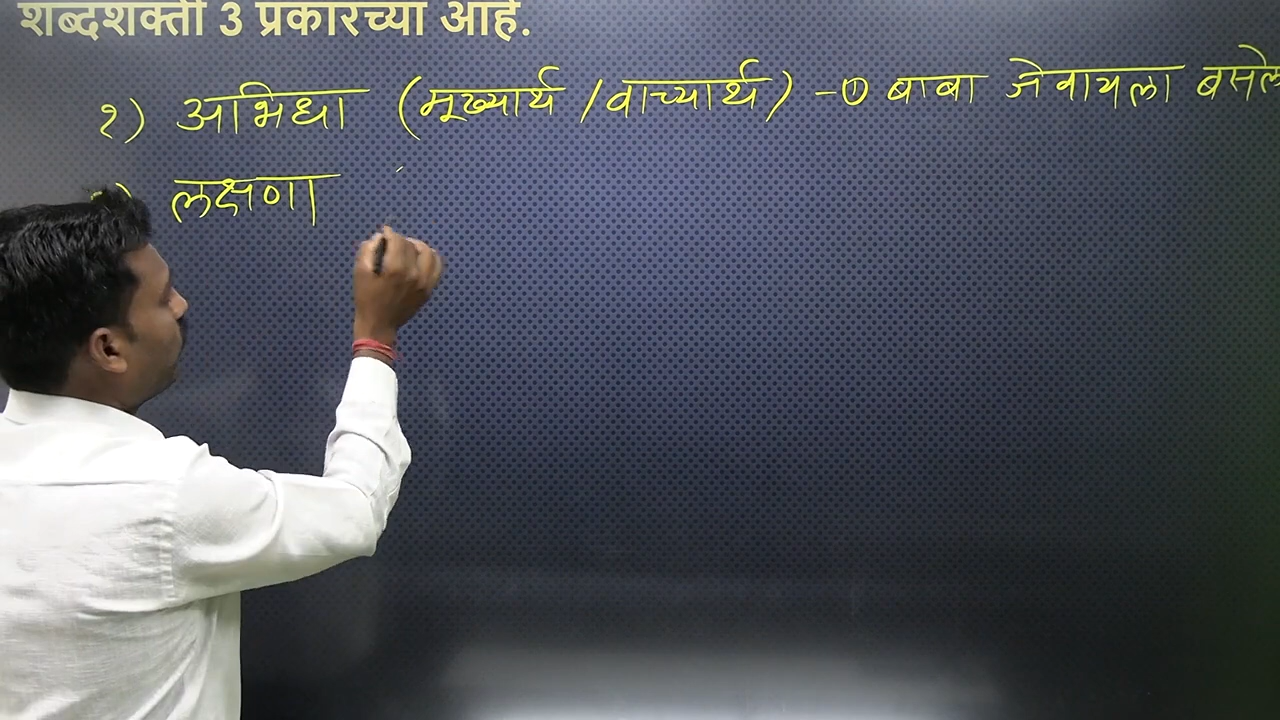 शब्दशक्ती 3 प्रकारच्या आहे.
१) अभिधा (मूख्यार्थ / वाच्यार्थ) - ① बाबा जेवायला बसले
लक्षणा